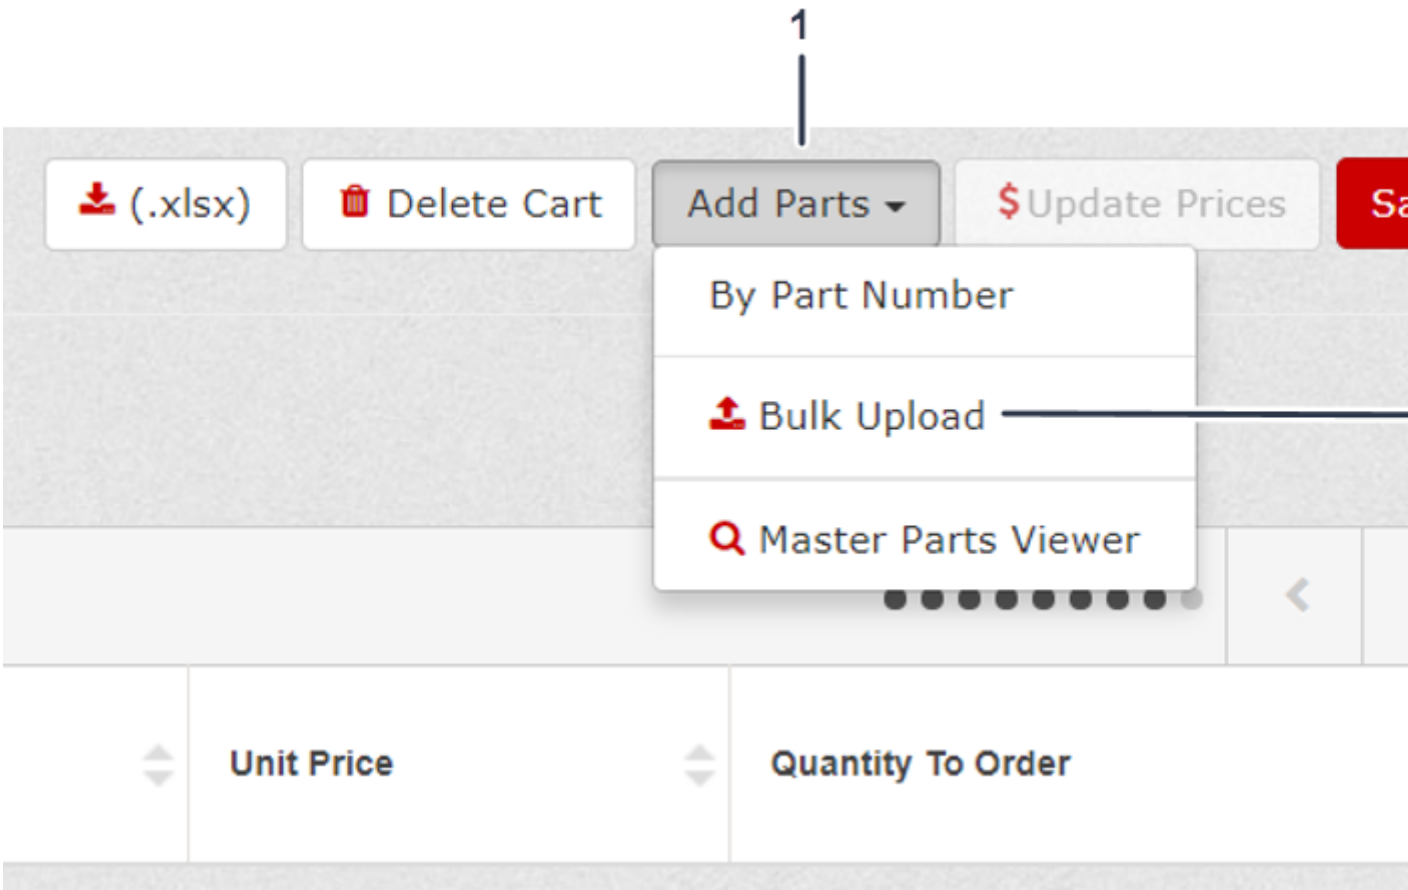 1
(.xlsx) Delete Cart Add Parts $Update Prices Sa
By Part Number
Bulk Upload
Master Parts Viewer
Unit Price Quantity To Order